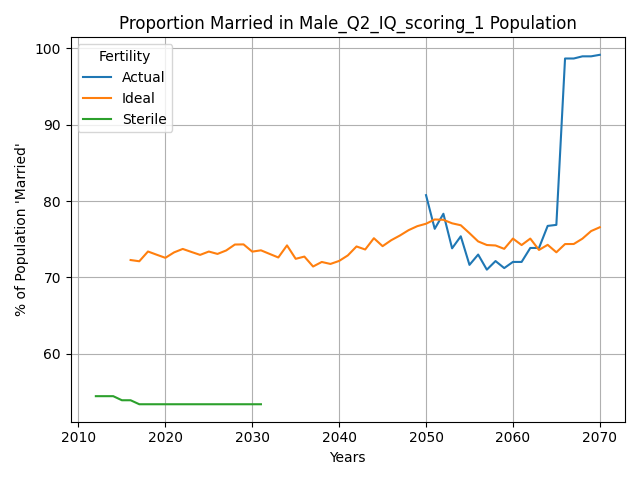 Proportion Married in Male_Q2_IQ_scoring_1 Population
Fertility
Actual
Ideal
Sterile
% of Population 'Married'
100
90
80
70
60
2010 2020 2030 2040 2050 2060 2070
Years